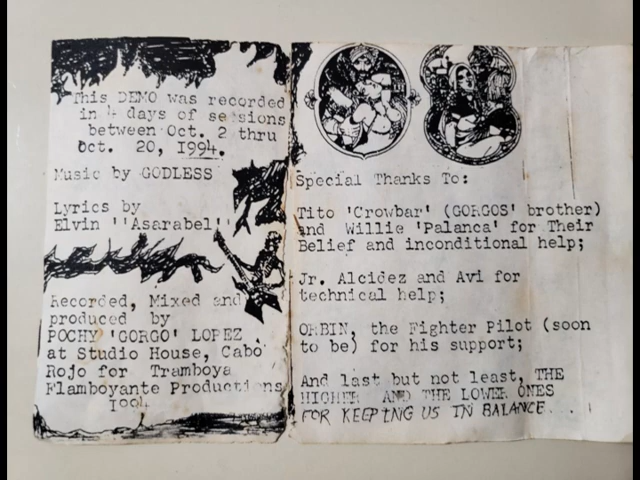 This DEMO was recorded
in 4 days of sessions
between Oct. 2 thru
Oct. 20, 1994.
Music by GODLESS
Lyrics by
Elvin ''Asarabel''
Recorded, Mixed and
produced by
POCHY 'GORGO' LOPEZ
at Studio House, Cabo
Rojo for Tramboya
Flamboyante Productions
Special Thanks To:
Tito 'Crowbar' (GORGOS' brother)
and Willie 'Palanca' for Their
Belief and inconditional help;
Jr. Alcidez and Avi for
technical help;
ORBIN, the Fighter Pilot (soon
to be) for his support;
And last but not least, THE
HIGHER AND THE LOWER ONES
FOR KEEPING US IN BALANCE...